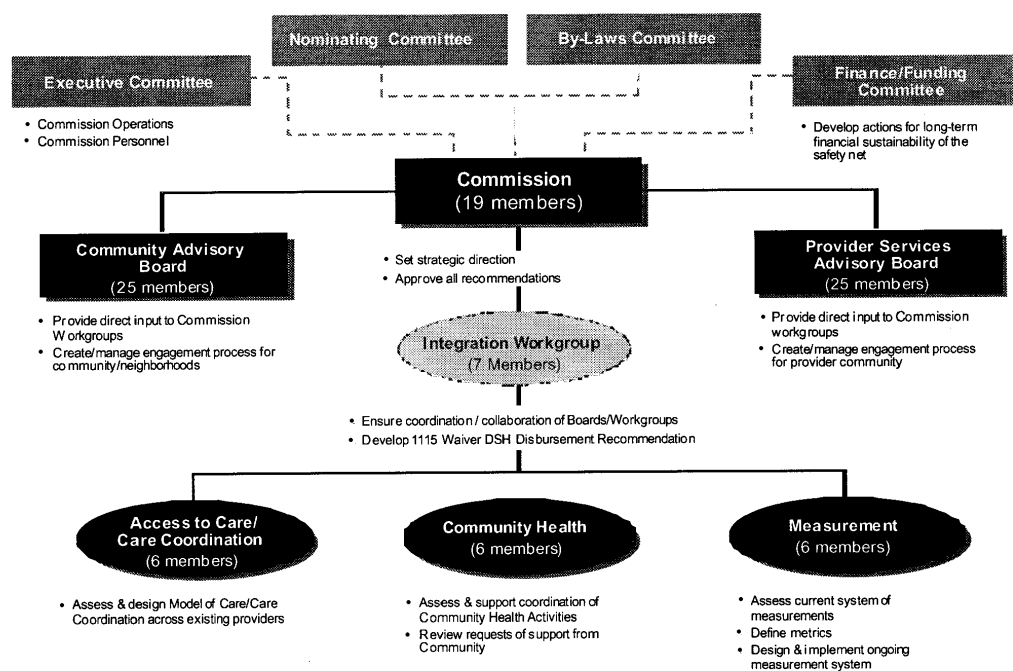 Nominating Committee
By-Laws Committee
Executive Committee
Finance/Funding
Committee
• Commission Operations
• Commission Personnel
• Develop actions for long-term
financial sustainability of the
safety net
Commission
(19 members)
Community Advisory
Board
(25 members)
• Set strategic direction
• Approve all recommendations
Provider Services
Advisory Board
(25 members)
• Provide direct input to Commission
Workgroups
• Create/manage engagement process for
community/neighborhoods
Integration Workgroup
(7 Members)
• Provide direct input to Commission
workgroups
• Create/manage engagement process
for provider community
• Ensure coordination / collaboration of Boards/Workgroups
• Develop 1115 Waiver DSH Disbursement Recommendation
Access to Care/
Care Coordination
(6 members)
Community Health
(6 members)
Measurement
(6 members)
• Assess & design Model of Care/Care
Coordination across existing providers
• Assess & support coordination of
Community Health Activities
• Review requests of support from
Community
• Assess current system of
measurements
• Define metrics
• Design & implement ongoing
measurement system